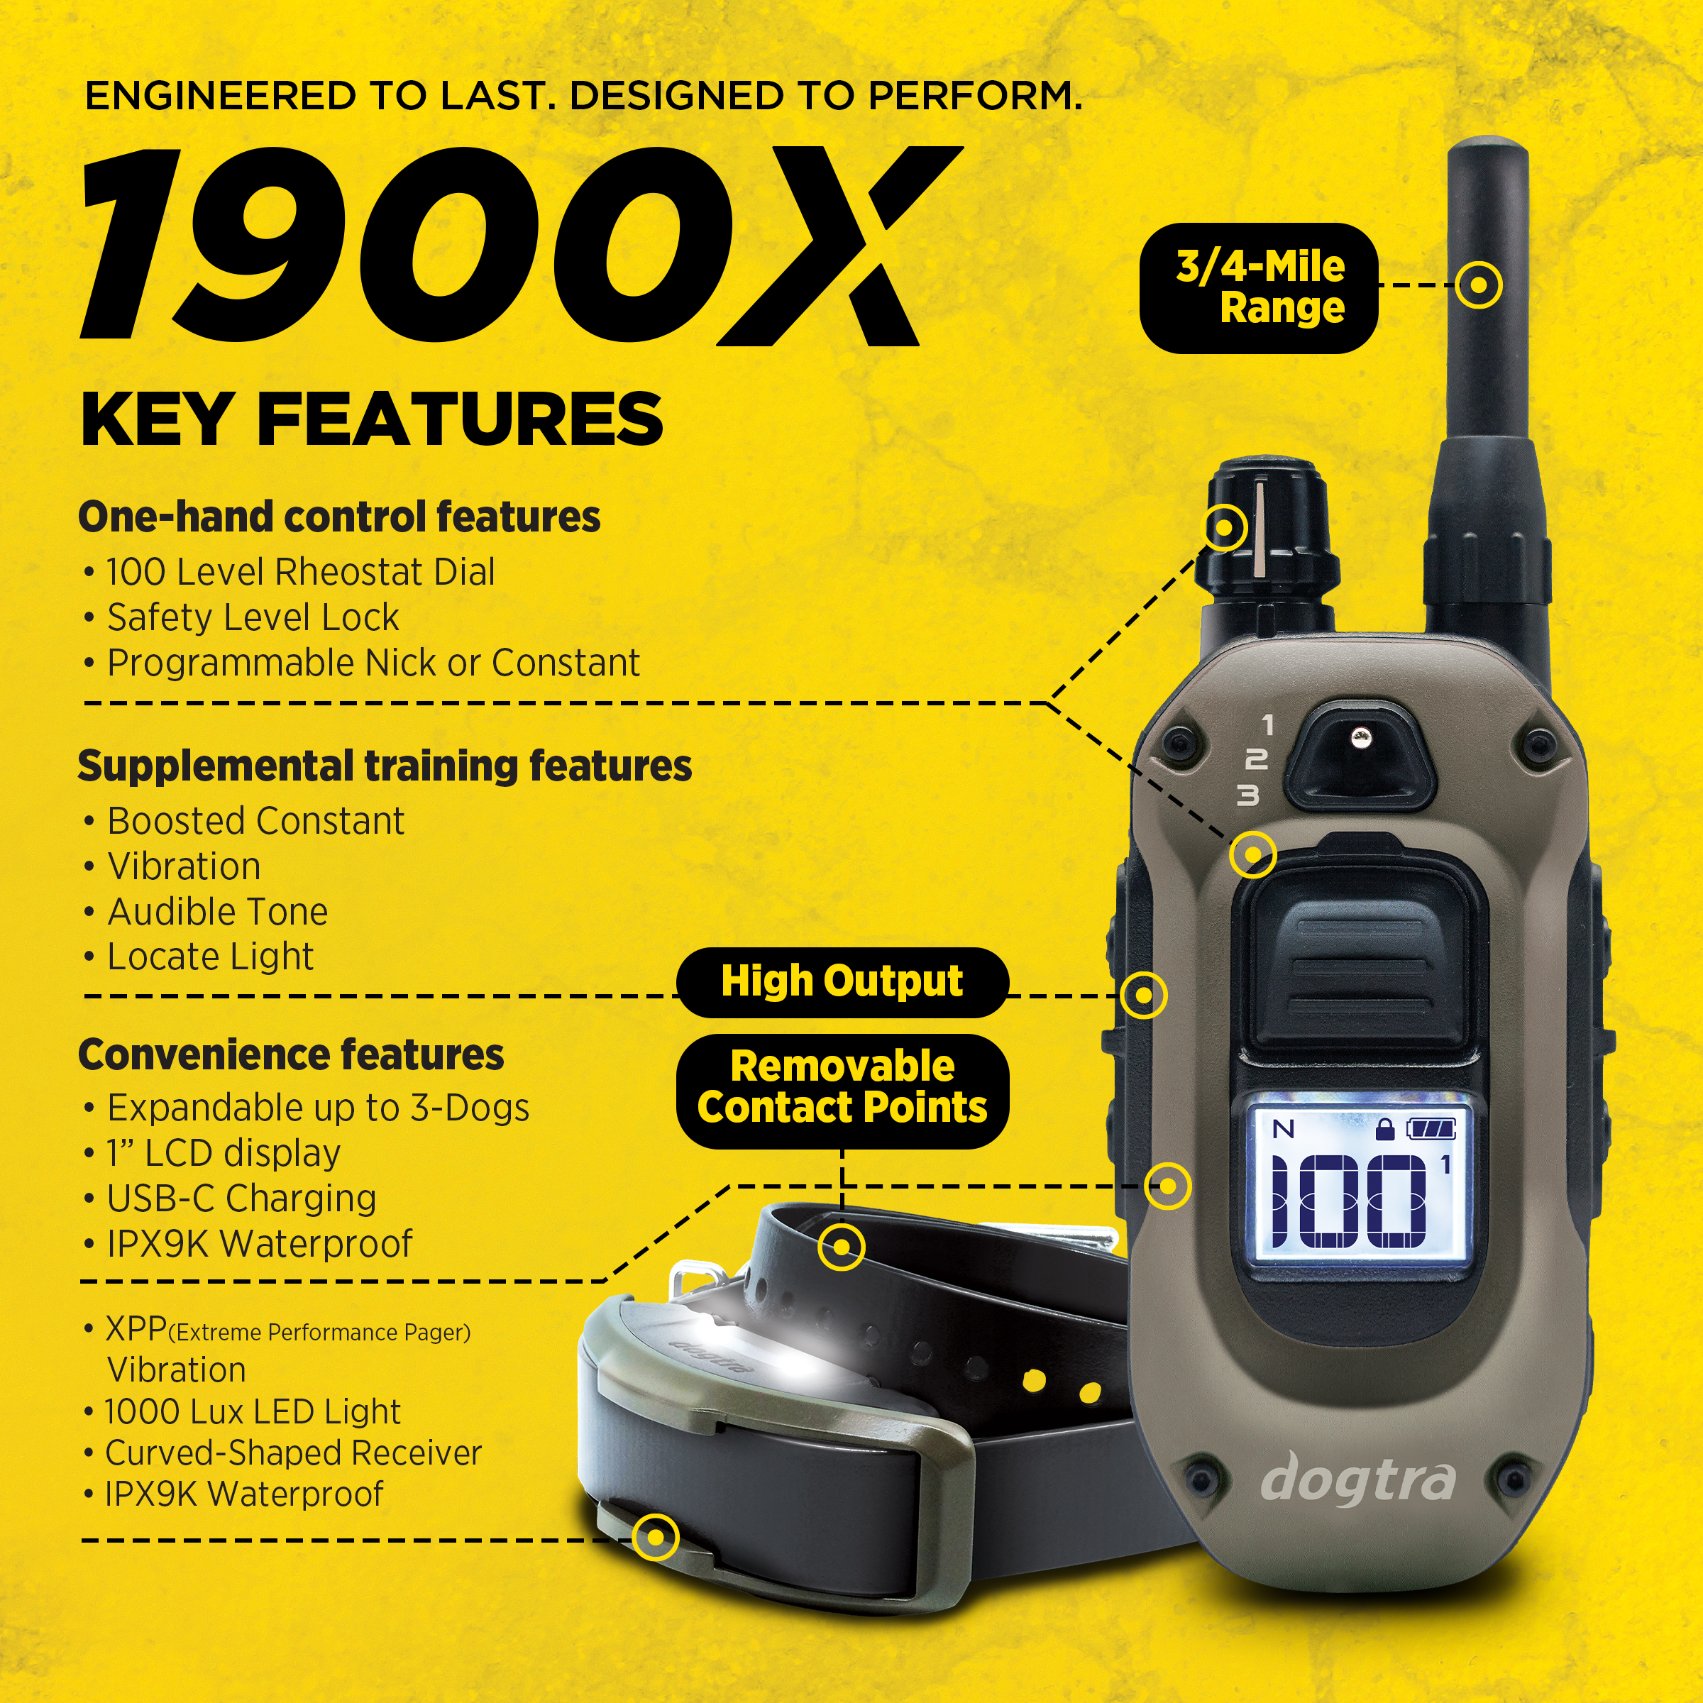 ENGINEERED TO LAST. DESIGNED TO PERFORM.
1900X
KEY FEATURES
One-hand control features
• 100 Level Rheostat Dial
• Safety Level Lock
• Programmable Nick or Constant
Supplemental training features
• Boosted Constant
• Vibration
• Audible Tone
• Locate Light
Convenience features
• Expandable up to 3-Dogs
• 1” LCD display
• USB-C Charging
• IPX9K Waterproof
• XPP(Extreme Performance Pager)
Vibration
• 1000 Lux LED Light
• Curved-Shaped Receiver
• IPX9K Waterproof
3/4-Mile
Range
High Output
Removable
Contact Points
1
2
3
N
100 1
dogtra
dogtra